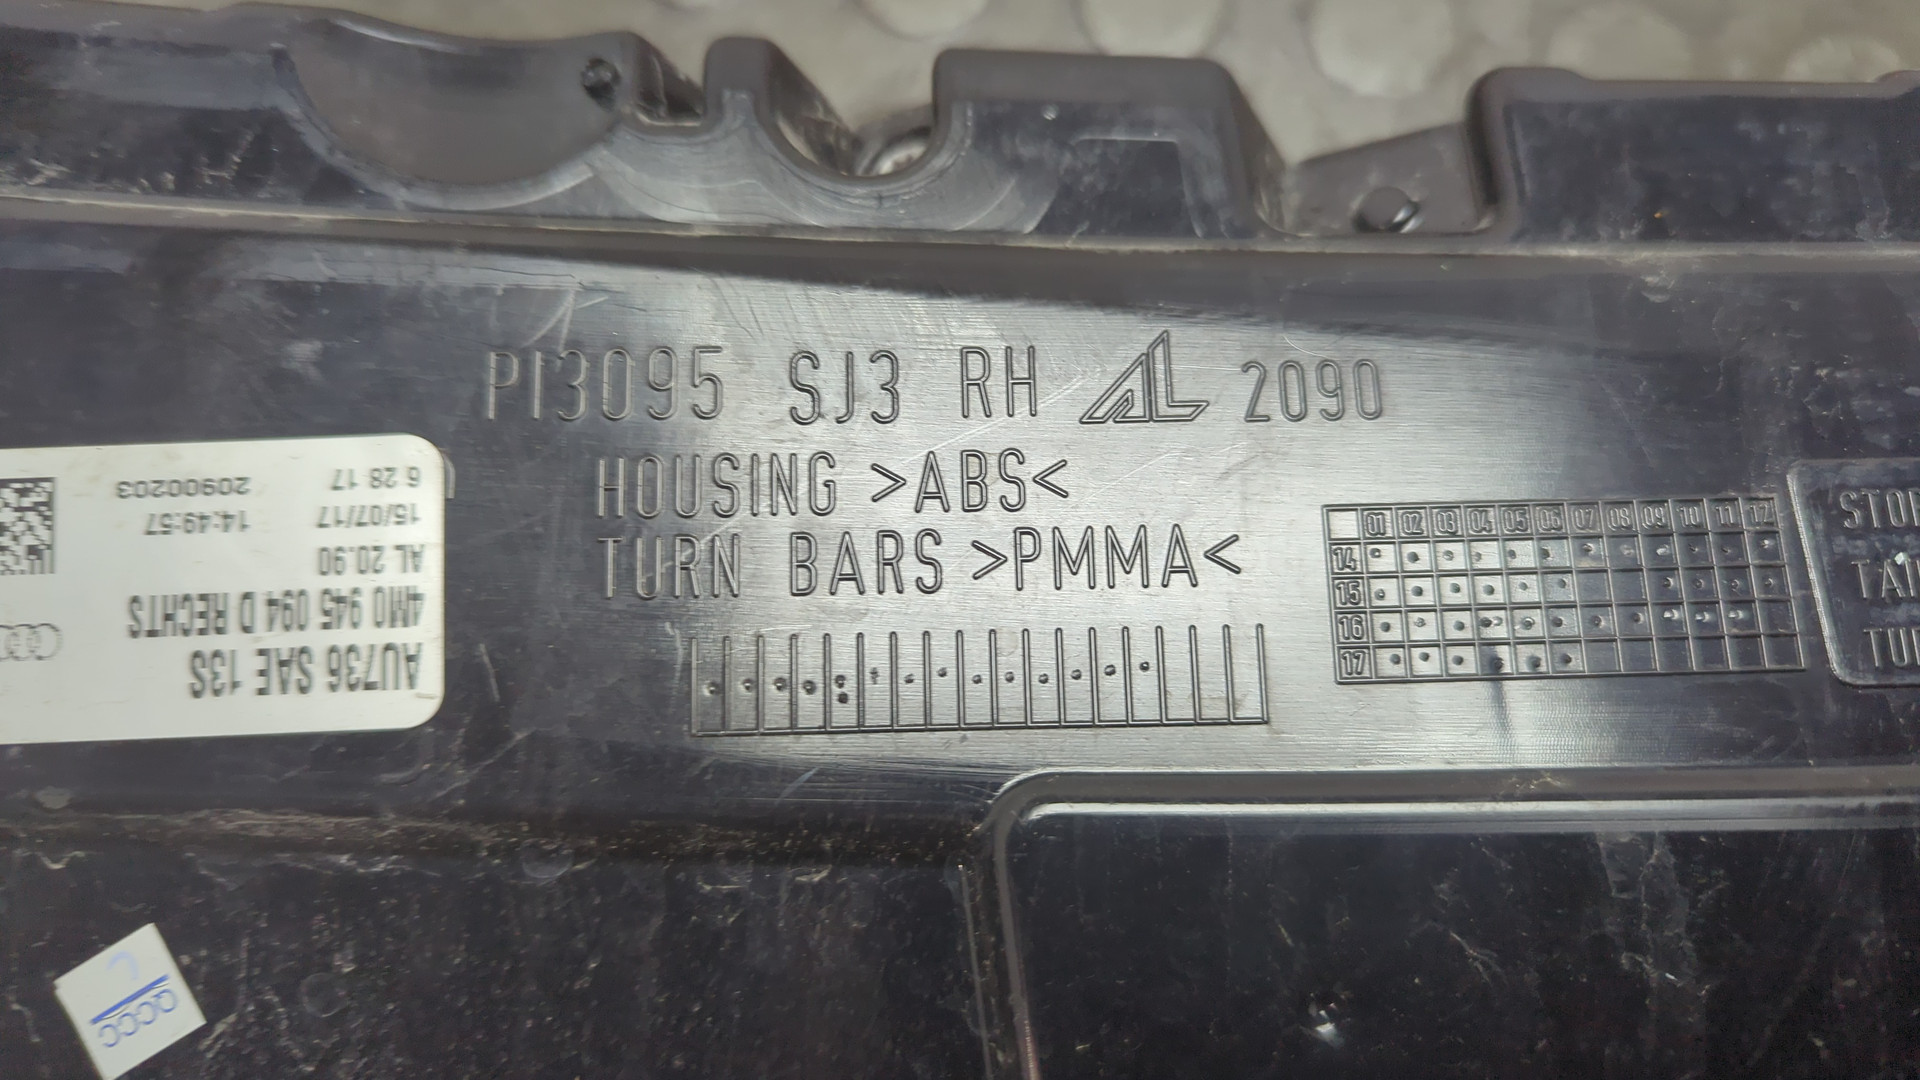 PI3095 SJ3 RH AL 2090
HOUSING >ABS<
TURN BARS >PMMA<
01 02 03 04 05 06 07 08 09 10 11 12
14
15
16
17
AU736 SAE 13S
4M0 945 094 D RECHTS
AL 20.90
15/07/17 14:49:57
6 28 17 20900203